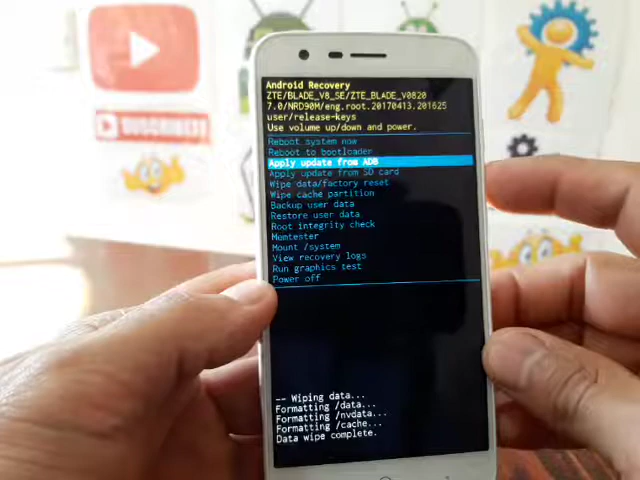 SUSCRIBETE
Android Recovery
ZTE/BLADE_V8_SE/ZTE_BLADE_V0820
7.0/NRD90M/eng.root.20170413.201625
user/release-keys
Use volume up/down and power.
Reboot system now
Reboot to bootloader
Apply update from ADB
Apply update from SD card
Wipe data/factory reset
Wipe cache partition
Backup user data
Restore user data
Root integrity check
Memtester
Mount /system
View recovery logs
Run graphics test
Power off
-- Wiping data...
Formatting /data...
Formatting /nvdata...
Formatting /cache...
Data wipe complete.